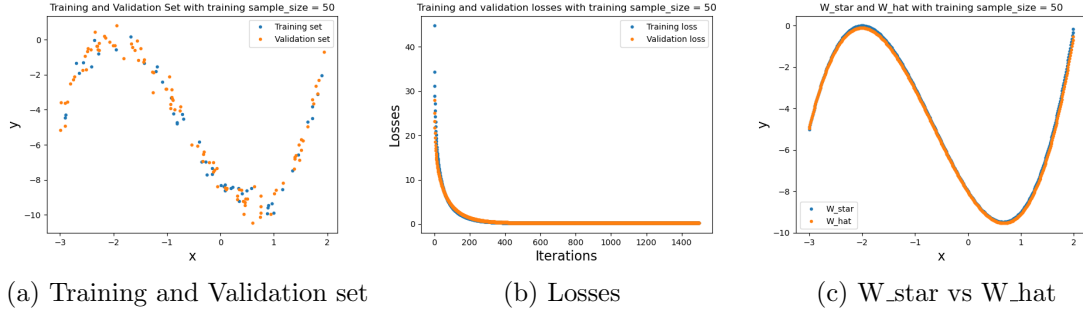 Training and Validation Set with training sample_size = 50
Training set
Validation set
0
−2
−4
−6
−8
−10
y
−3
−2
−1
0
1
2
x
(a) Training and Validation set
Training and validation losses with training sample_size = 50
Training loss
Validation loss
40
30
20
10
0
Losses
0
200
400
600
800
1000
1200
1400
Iterations
(b) Losses
W_star and W_hat with training sample_size = 50
0
−2
−4
−6
−8
−10
y
W_star
W_hat
−3
−2
−1
0
1
2
x
(c) W_star vs W_hat